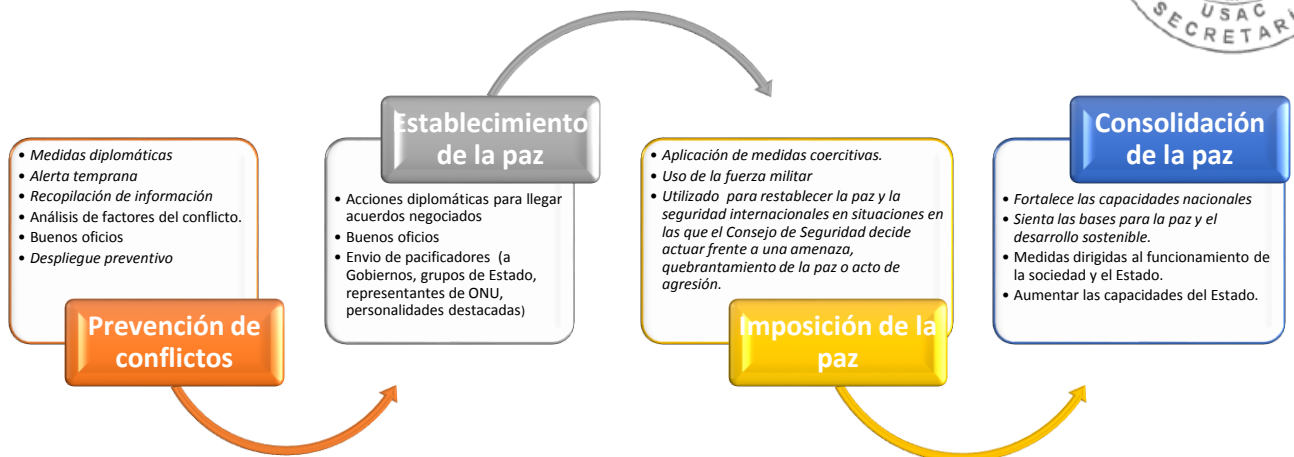 USAC
SECRETARI
• Medidas diplomáticas
• Alerta temprana
• Recopilación de información
• Análisis de factores del conflicto.
• Buenos oficios
• Despliegue preventivo
Prevención de
conflictos
Establecimiento
de la paz
• Acciones diplomáticas para llegar
acuerdos negociados
• Buenos oficios
• Envio de pacificadores (a
Gobiernos, grupos de Estado,
representantes de ONU,
personalidades destacadas)
• Aplicación de medidas coercitivas.
• Uso de la fuerza militar
• Utilizado para restablecer la paz y la
seguridad internacionales en situaciones en
las que el Consejo de Seguridad decide
actuar frente a una amenaza,
quebrantamiento de la paz o acto de
agresión.
Imposición de la
paz
Consolidación
de la paz
• Fortalece las capacidades nacionales
• Sienta las bases para la paz y el
desarrollo sostenible.
• Medidas dirigidas al funcionamiento de
la sociedad y el Estado.
• Aumentar las capacidades del Estado.